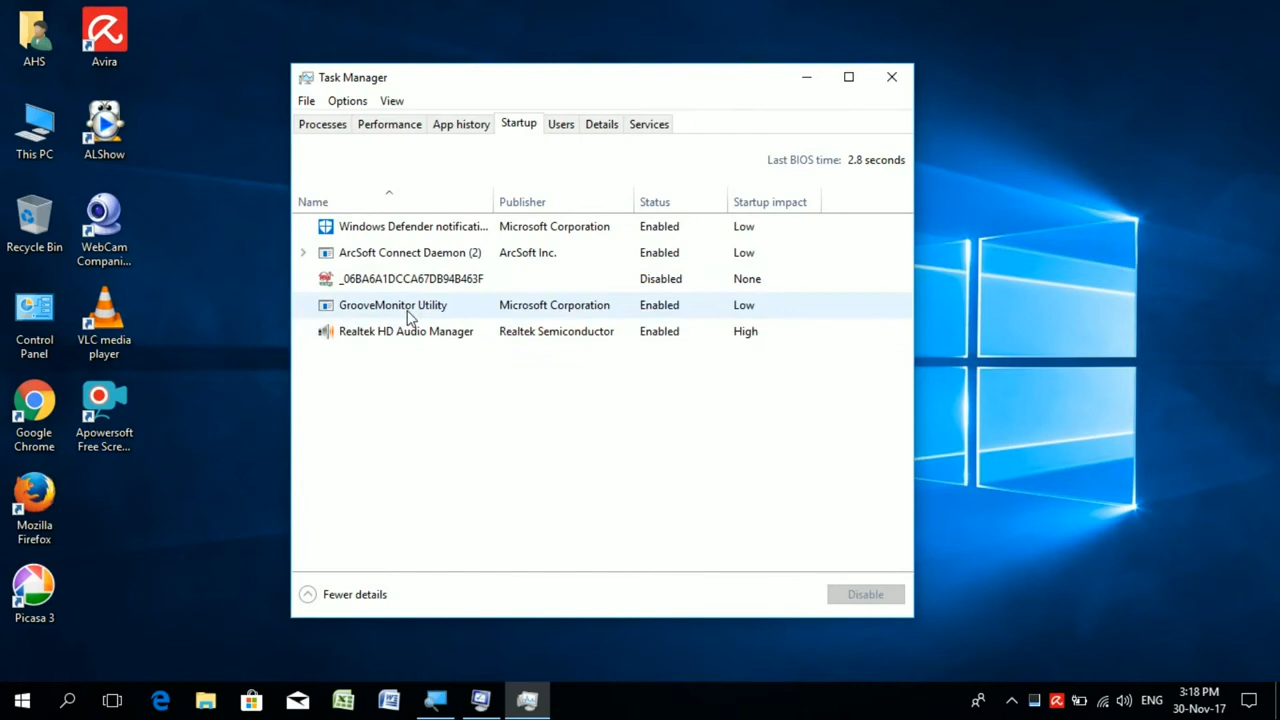 AHS
Avira
This PC
ALShow
Recycle Bin
WebCam
Compani...
Control
Panel
VLC media
player
Google
Chrome
Apowersoft
Free Scre...
Mozilla
Firefox
Picasa 3
Task Manager
File Options View
Processes Performance App history Startup Users Details Services
Last BIOS time: 2.8 seconds
Name Publisher Status Startup impact
Windows Defender notificati... Microsoft Corporation Enabled Low
ArcSoft Connect Daemon (2) ArcSoft Inc. Enabled Low
_06BA6A1DCCA67DB94B463F Disabled None
GrooveMonitor Utility Microsoft Corporation Enabled Low
Realtek HD Audio Manager Realtek Semiconductor Enabled High
Fewer details Disable
ENG
3:18 PM
30-Nov-17